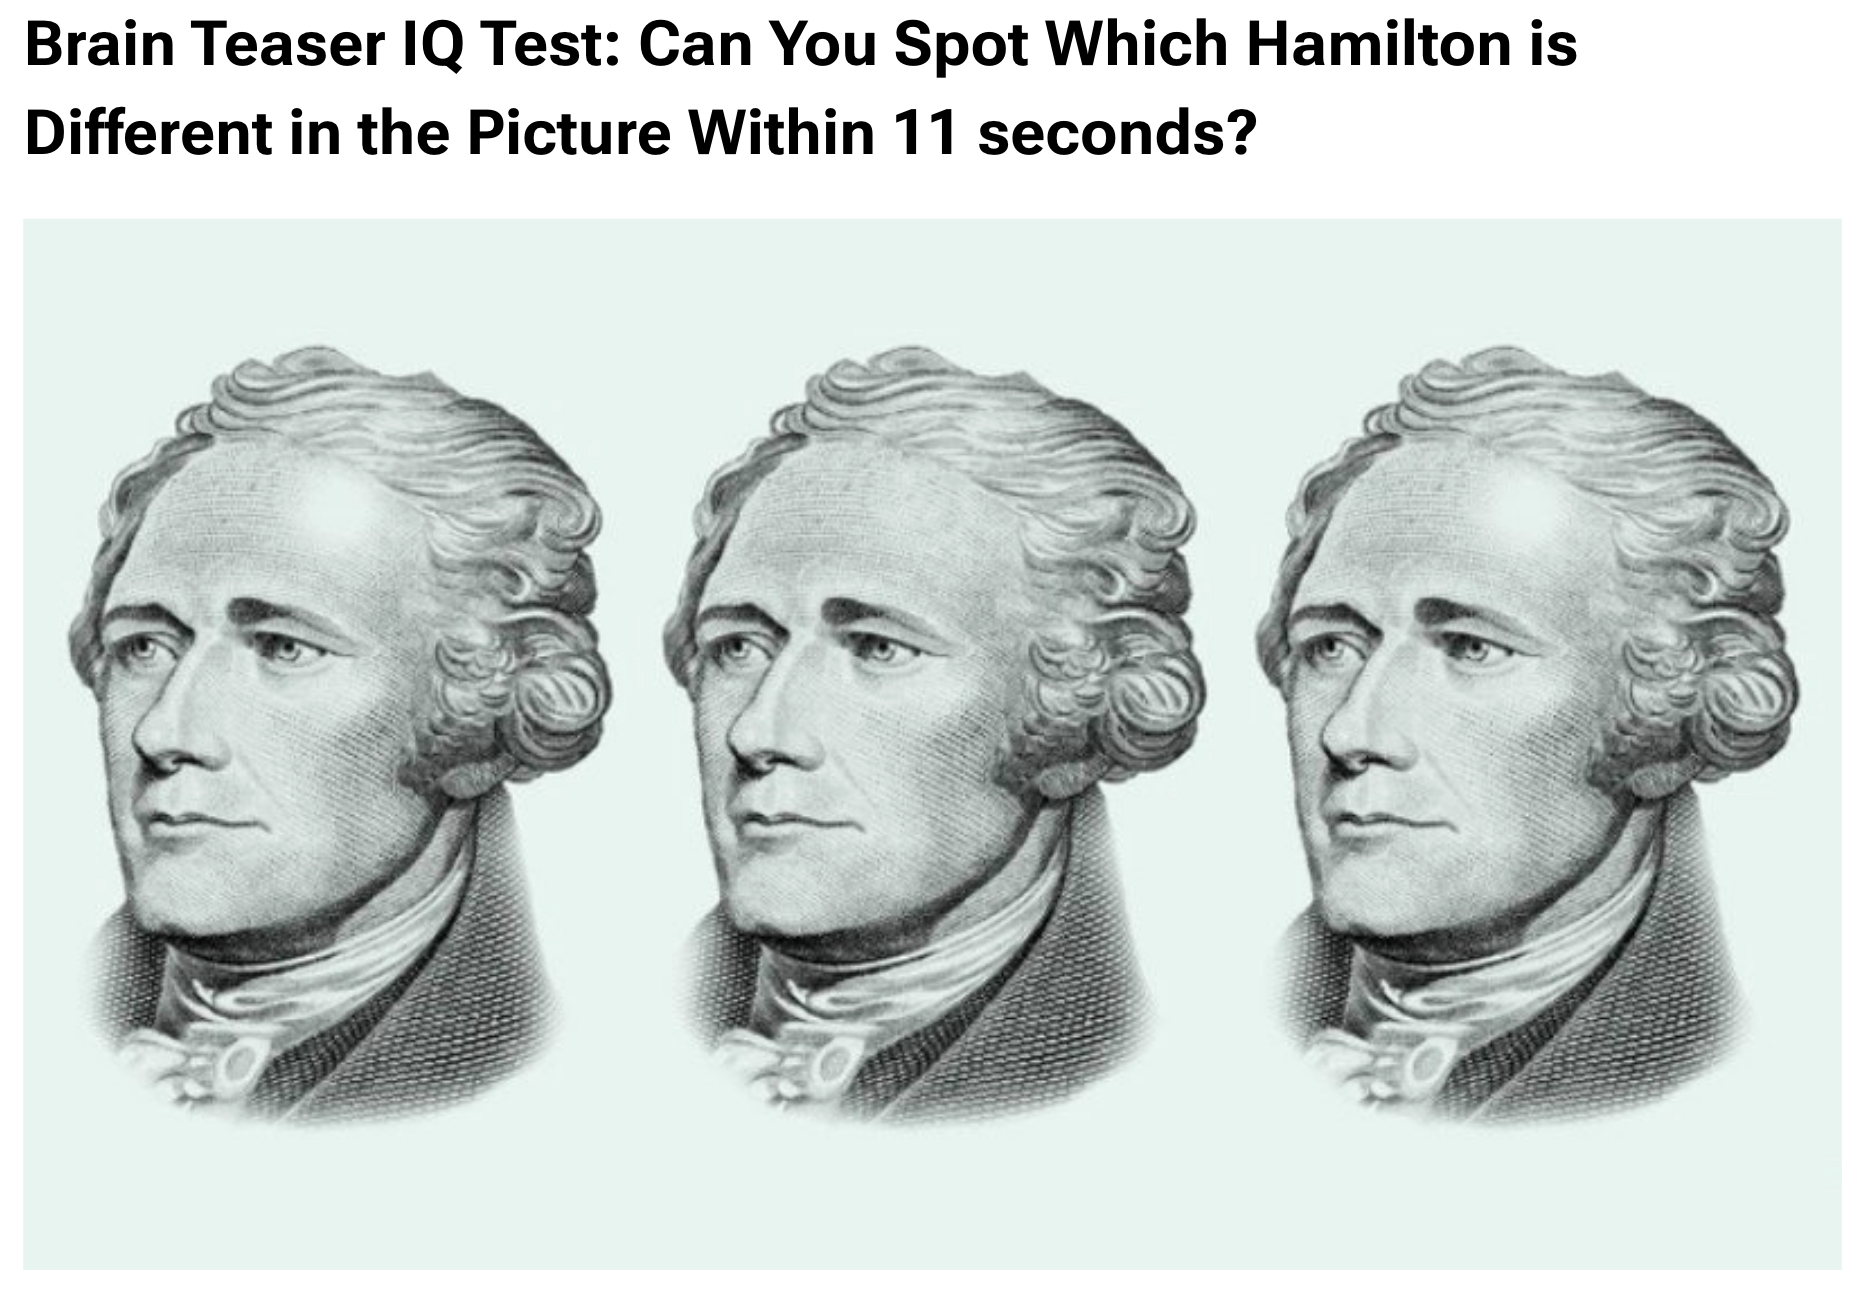 Brain Teaser IQ Test: Can You Spot Which Hamilton is
Different in the Picture Within 11 seconds?